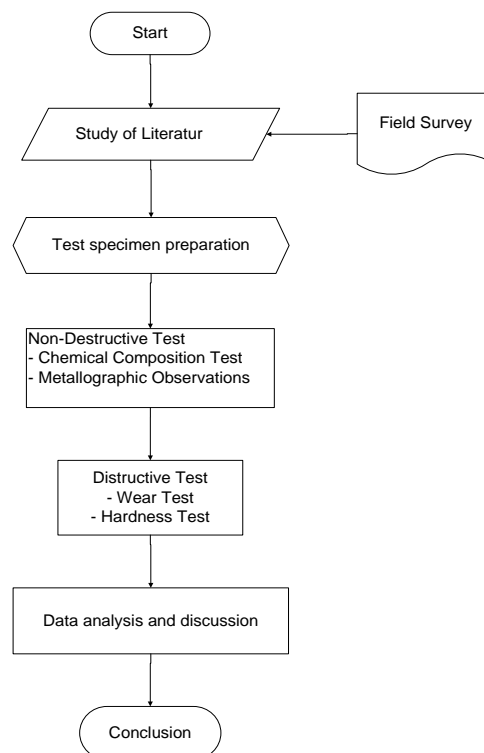 Start
Study of Literatur
Field Survey
Test specimen preparation
Non-Destructive Test
- Chemical Composition Test
- Metallographic Observations
Distructive Test
- Wear Test
- Hardness Test
Data analysis and discussion
Conclusion